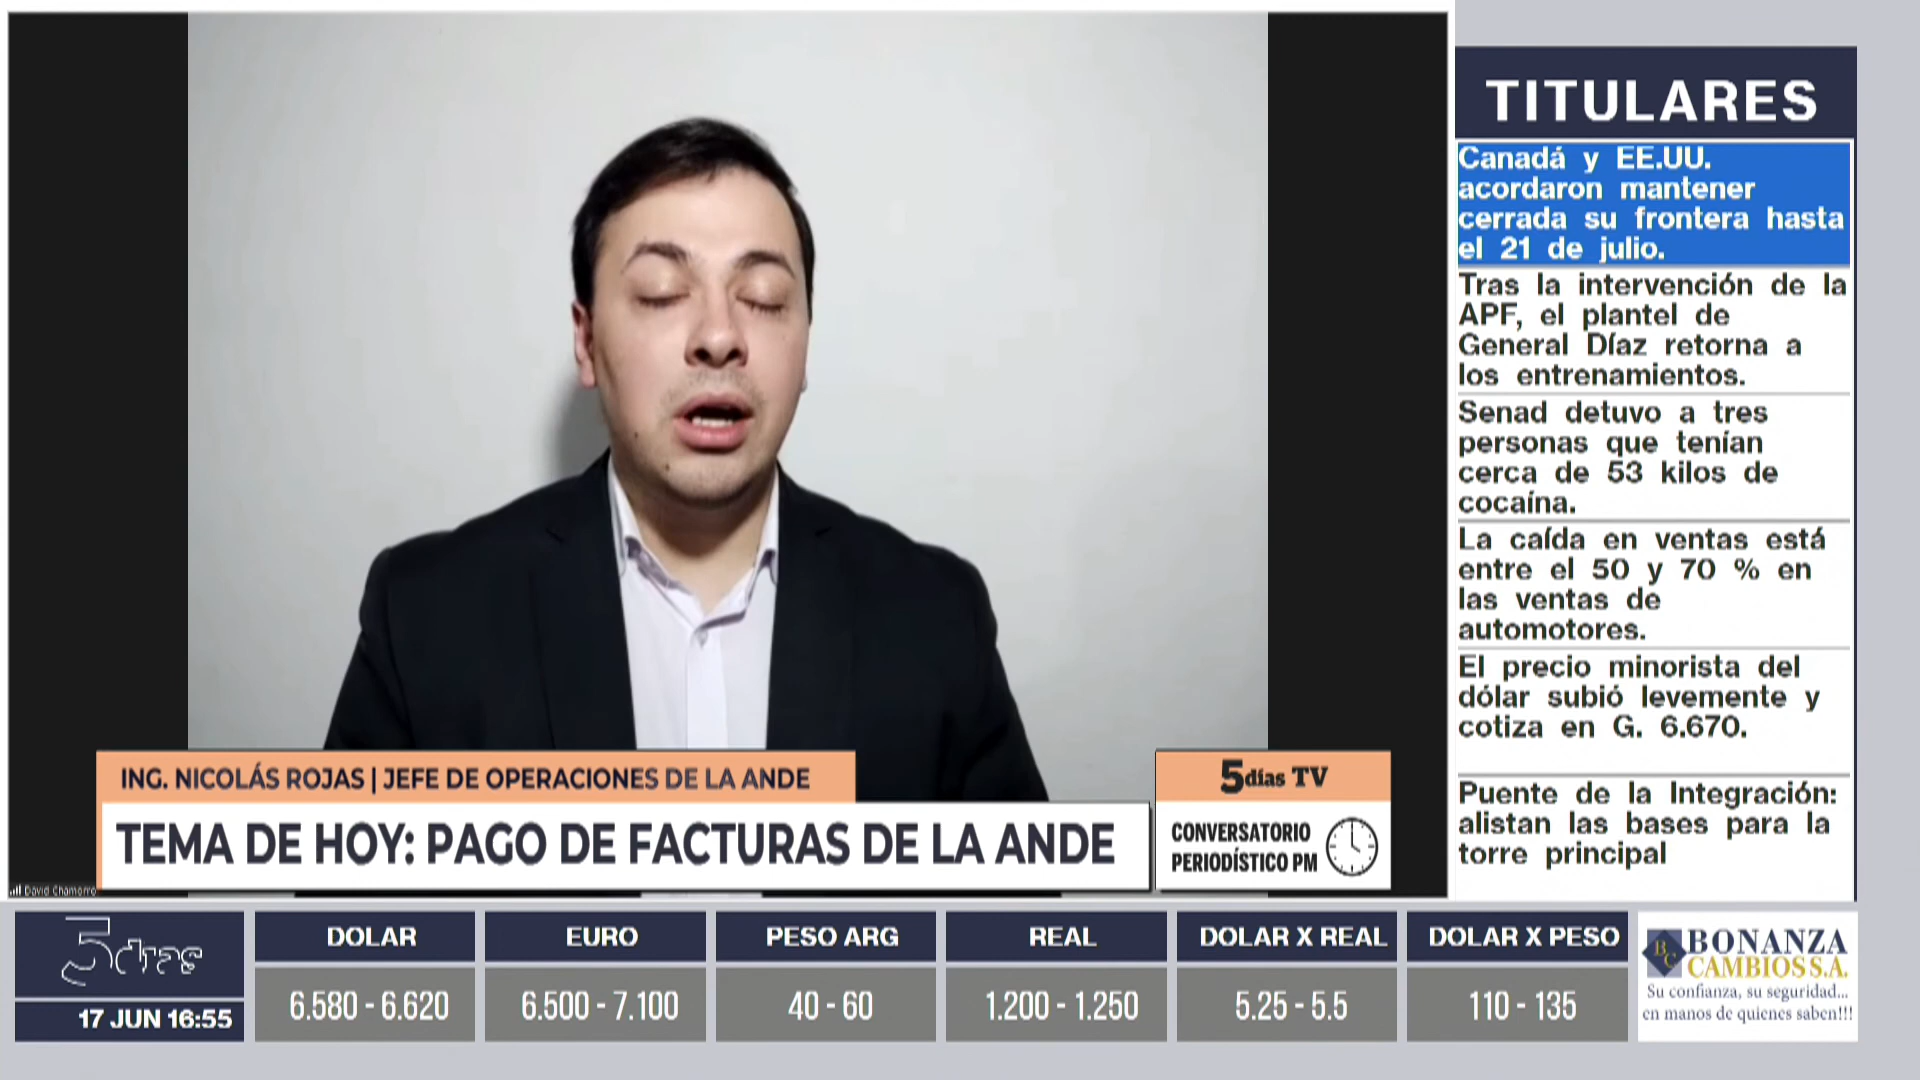 TITULARES
Canadá y EE.UU.
acordaron mantener
cerrada su frontera hasta
el 21 de julio.
Tras la intervención de la
APF, el plantel de
General Díaz retorna a
los entrenamientos.
Senad detuvo a tres
personas que tenían
cerca de 53 kilos de
cocaína.
La caída en ventas está
entre el 50 y 70 % en
las ventas de
automotores.
El precio minorista del
dólar subió levemente y
cotiza en G. 6.670.
Puente de la Integración:
alistan las bases para la
torre principal
ING. NICOLÁS ROJAS | JEFE DE OPERACIONES DE LA ANDE
TEMA DE HOY: PAGO DE FACTURAS DE LA ANDE
5días TV
CONVERSATORIO
PERIODÍSTICO PM
David Chamorro
5días
17 JUN 16:55
DOLAR
6.580 - 6.620
EURO
6.500 - 7.100
PESO ARG
40 - 60
REAL
1.200 - 1.250
DOLAR X REAL
5.25 - 5.5
DOLAR X PESO
110 - 135
BC
BONANZA
CAMBIOS S.A.
Su confianza, su seguridad...
en manos de quienes saben!!!